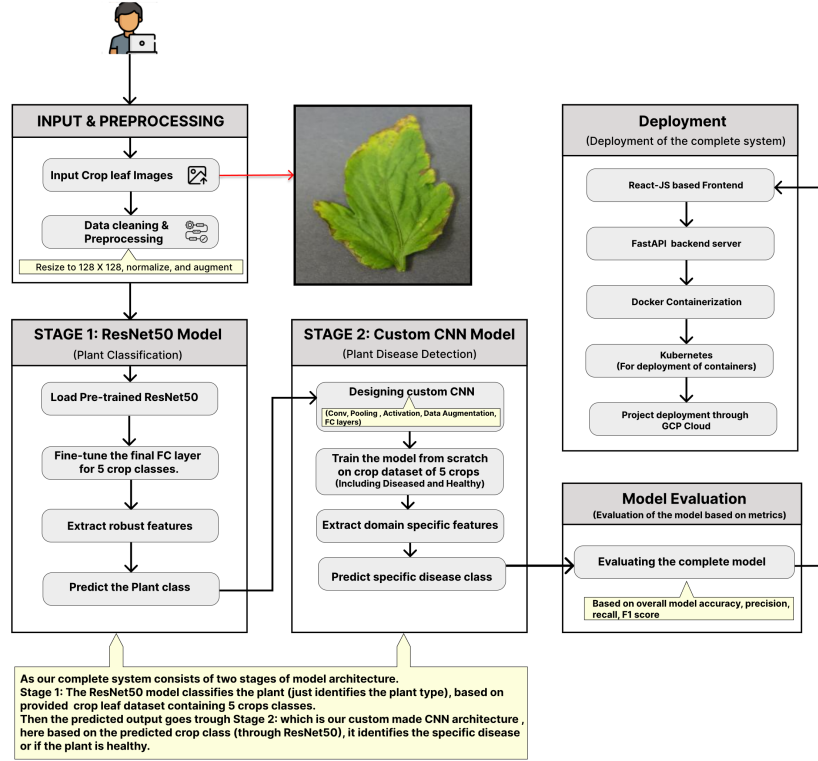 INPUT & PREPROCESSING
Input Crop leaf Images
Data cleaning &
Preprocessing
Resize to 128 X 128, normalize, and augment
STAGE 1: ResNet50 Model
(Plant Classification)
Load Pre-trained ResNet50
Fine-tune the final FC layer
for 5 crop classes.
Extract robust features
Predict the Plant class
STAGE 2: Custom CNN Model
(Plant Disease Detection)
Designing custom CNN
(Conv, Pooling , Activation, Data Augmentation,
FC layers)
Train the model from scratch
on crop dataset of 5 crops
(Including Diseased and Healthy)
Extract domain specific features
Predict specific disease class
Deployment
(Deployment of the complete system)
React-JS based Frontend
FastAPI backend server
Docker Containerization
Kubernetes
(For deployment of containers)
Project deployment through
GCP Cloud
Model Evaluation
(Evaluation of the model based on metrics)
Evaluating the complete model
Based on overall model accuracy, precision,
recall, F1 score
As our complete system consists of two stages of model architecture.
Stage 1: The ResNet50 model classifies the plant (just identifies the plant type), based on
provided crop leaf dataset containing 5 crops classes.
Then the predicted output goes trough Stage 2: which is our custom made CNN architecture ,
here based on the predicted crop class (through ResNet50), it identifies the specific disease
or if the plant is healthy.